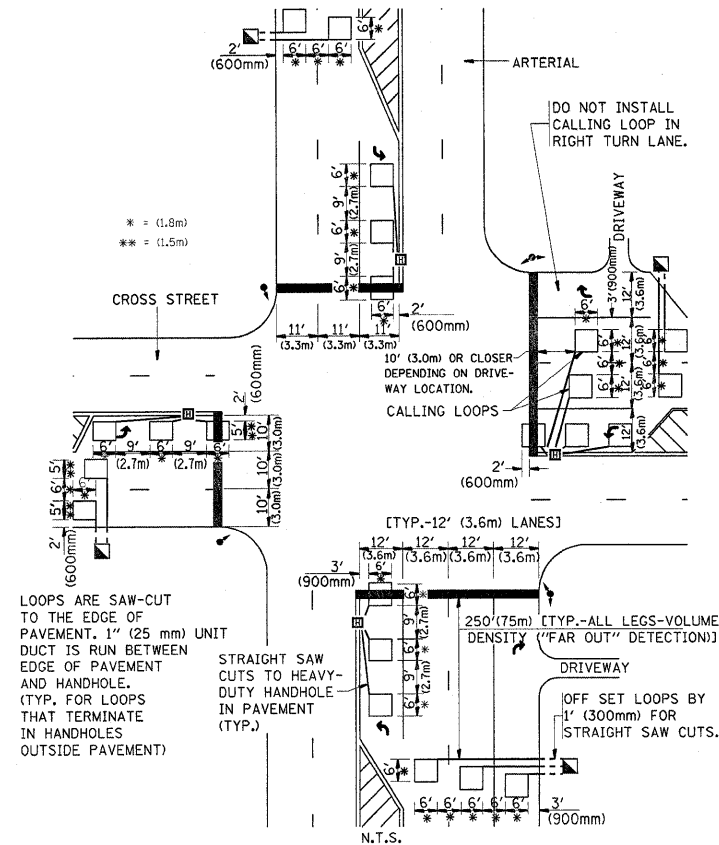 2'
(600mm)
6' 6' 6'
* * *
6'
*
ARTERIAL
DO NOT INSTALL
CALLING LOOP IN
RIGHT TURN LANE.
* = (1.8m)
** = (1.5m)
DRIVEWAY
CROSS STREET
6'
*
9'
(2.7m)
6'
*
9'
(2.7m)
6'
*
6'
*
2'
(600mm)
11' 11' 11'
(3.3m) (3.3m) (3.3m)
H
6'
*
3'(900mm)
12'
(3.6m)
12'
(3.6m)
12'
(3.6m)
12'
(3.6m)
6' 6'
* *
6' 6'
* *
6' 6'
* *
10' (3.0m) OR CLOSER
DEPENDING ON DRIVE-
WAY LOCATION.
CALLING LOOPS
H
2'
(600mm)
2'
(600mm)
H
5'
**
10'
(3.0m)
10'
(3.0m)
10'
(3.0m)
6' 9' 6' 9' 6'
* (2.7m) * (2.7m) *
5'
**
6'
*
5'
**
6'
*
2'
(600mm)
[TYP.-12' (3.6m) LANES]
12' 12' 12' 12'
(3.6m) (3.6m) (3.6m) (3.6m)
3'
(900mm)
6'
*
H
6'
*
9'
(2.7m)
6'
*
9'
(2.7m)
6'
*
LOOPS ARE SAW-CUT
TO THE EDGE OF
PAVEMENT. 1" (25 mm) UNIT
DUCT IS RUN BETWEEN
EDGE OF PAVEMENT
AND HANDHOLE.
(TYP. FOR LOOPS
THAT TERMINATE
IN HANDHOLES
OUTSIDE PAVEMENT)
STRAIGHT SAW
CUTS TO HEAVY-
DUTY HANDHOLE
IN PAVEMENT
(TYP.)
250'(75m) [TYP.-ALL LEGS-VOLUME
DENSITY ("FAR OUT" DETECTION)]
DRIVEWAY
OFF SET LOOPS BY
1' (300mm) FOR
STRAIGHT SAW CUTS.
6'
*
6' 6' 6' 6' 6'
* * * * *
3'
(900mm)
N.T.S.